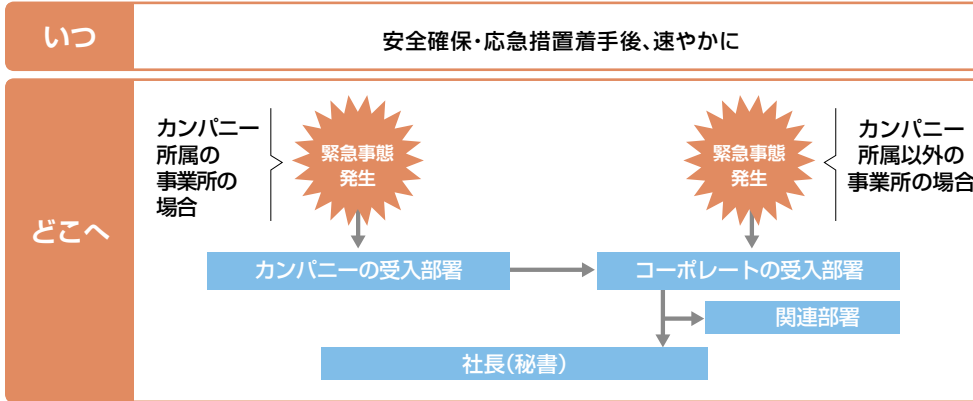 いつ
安全確保・応急措置着手後、速やかに
どこへ
カンパニー
所属の
事業所の
場合
緊急事態
発生
緊急事態
発生
カンパニー
所属以外の
事業所の場合
カンパニーの受入部署
コーポレートの受入部署
関連部署
社長(秘書)